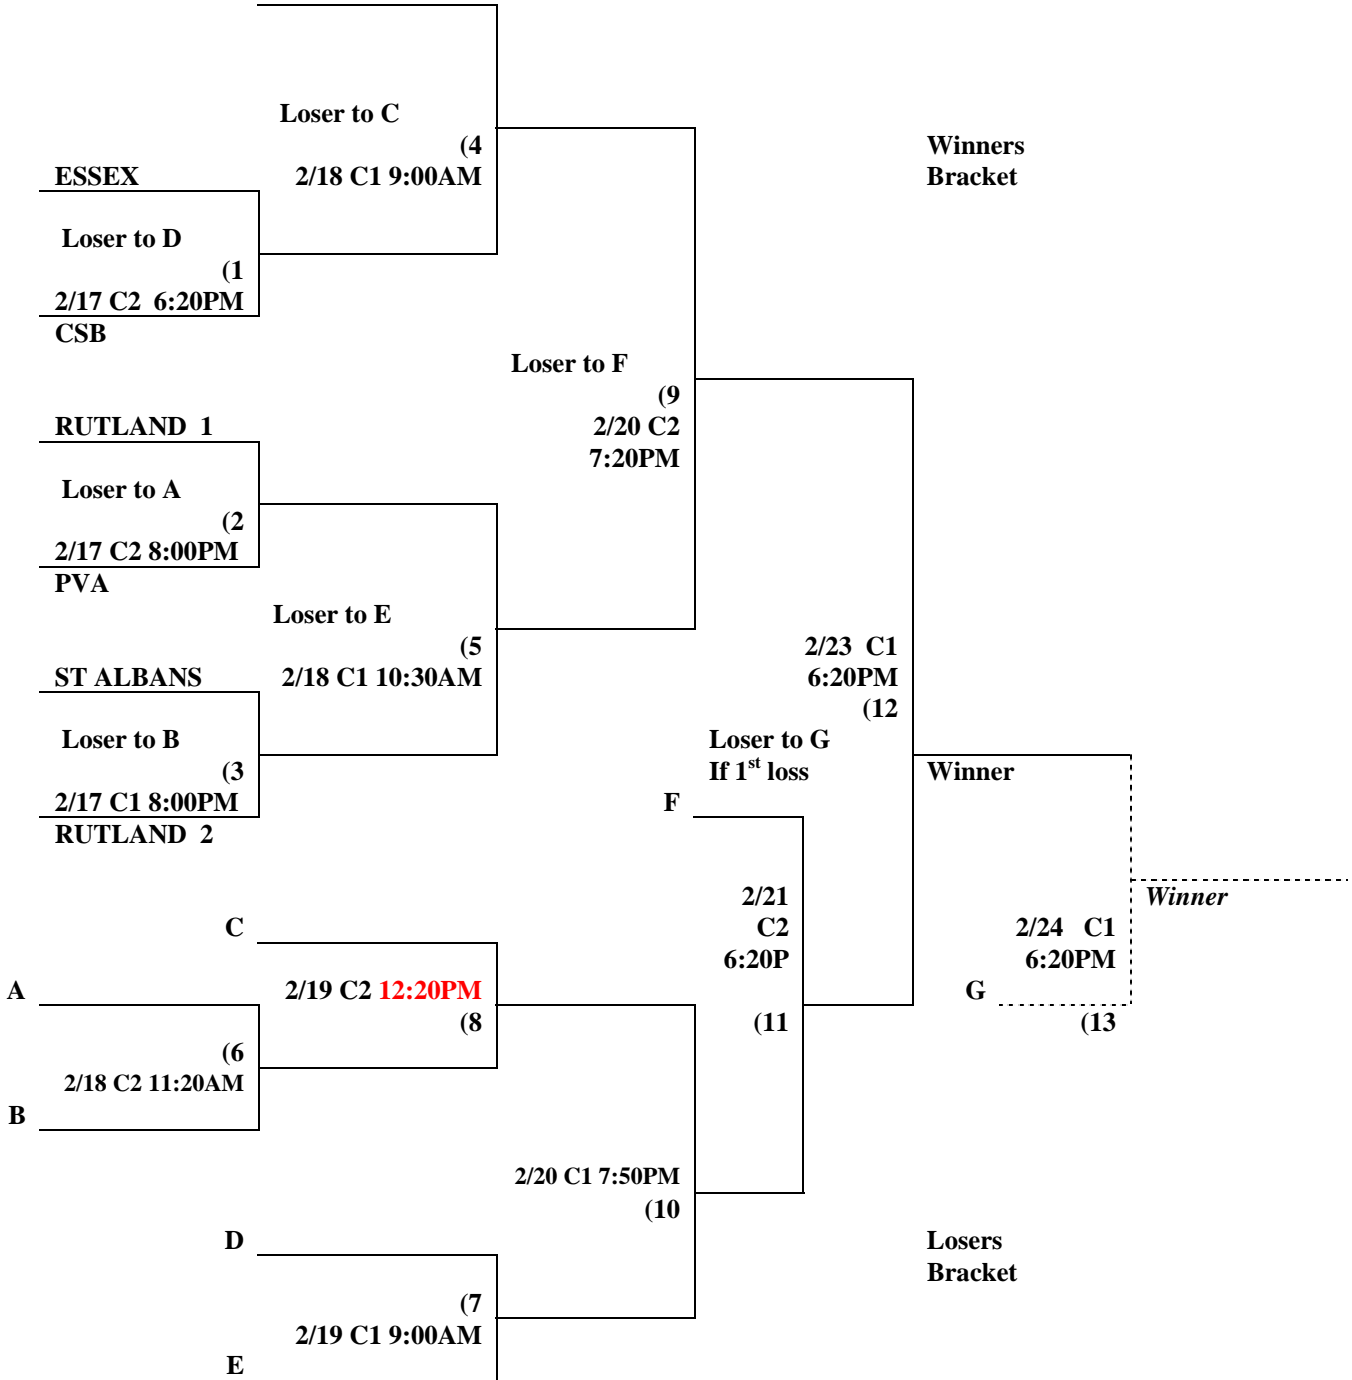 Loser to C
(4
2/18 C1 9:00AM
Winners
Bracket
ESSEX
Loser to D
(1
2/17 C2  6:20PM
CSB
Loser to F
(9
2/20 C2
7:20PM
RUTLAND  1
Loser to A
(2
2/17 C2 8:00PM
PVA
Loser to E
(5
2/18 C1 10:30AM
2/23  C1
6:20PM
(12
Loser to G
If 1st loss
Winner
ST ALBANS
Loser to B
(3
2/17 C1 8:00PM
RUTLAND  2
F
2/21
C2
6:20P
(11
Winner
2/24   C1
6:20PM
G
(13
C
2/19 C2 12:20PM
(8
A
(6
2/18 C2 11:20AM
B
2/20 C1 7:50PM
(10
D
(7
2/19 C1 9:00AM
E
Losers
Bracket